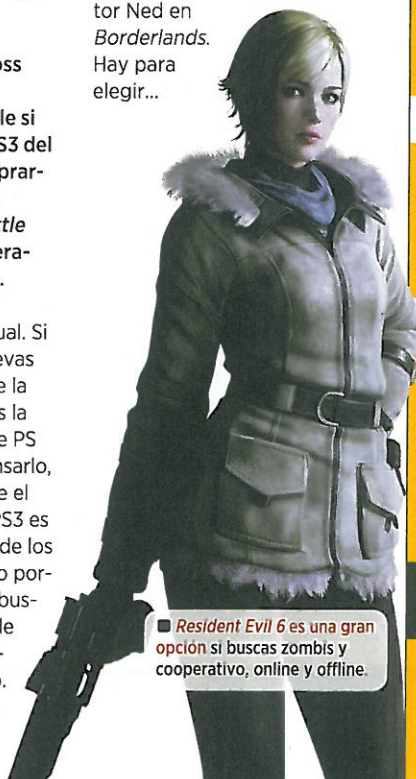 oss
le si
S3 del
prar-
ttle
era-
.
ual. Si
evas
e la
s la
e PS
nsarlo,
e el
PS3 es
de los
o por-
bus-
de
-
o.
tor Ned en
Borderlands.
Hay para
elegir...
Resident Evil 6 es una gran
opción si buscas zombis y
cooperativo, online y offline.